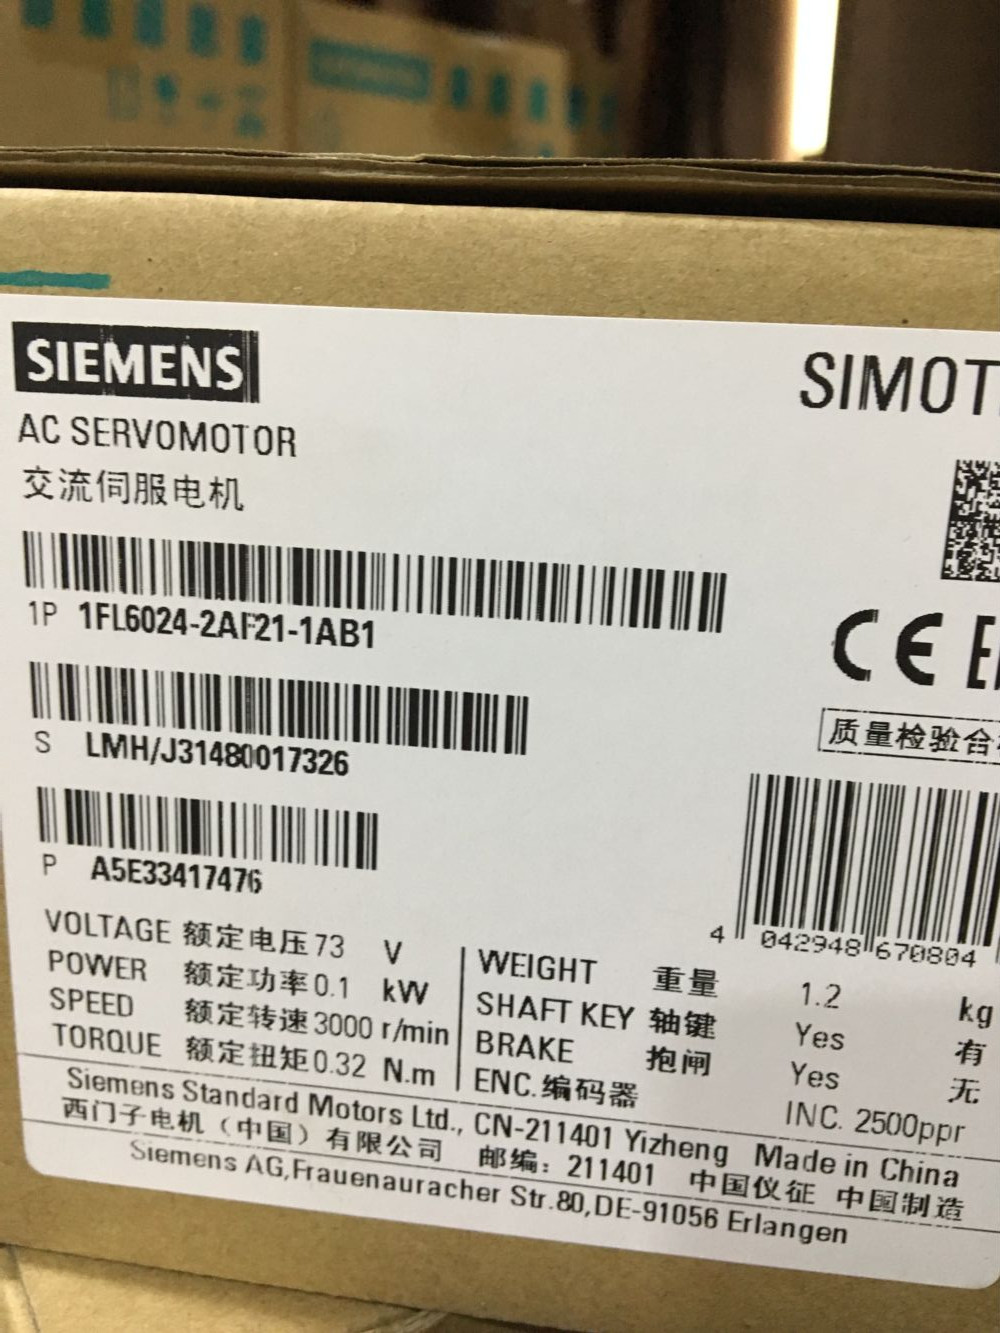 SIEMENS
SIMOT
AC SERVOMOTOR
交流伺服电机
1P 1FL6024-2AF21-1AB1
CE
S LMH/J31480017326
质量检验合
P A5E33417476
4 042948 670804
VOLTAGE 额定电压 73 V
POWER 额定功率 0.1 kW
SPEED 额定转速 3000 r/min
TORQUE 额定扭矩 0.32 N.m
WEIGHT 重量 1.2 kg
SHAFT KEY 轴键 Yes 有
BRAKE 抱闸 Yes 无
ENC. 编码器 INC. 2500ppr
Siemens Standard Motors Ltd., CN-211401 Yizheng Made in China
西门子电机（中国）有限公司 邮编：211401 中国仪征 中国制造
Siemens AG,Frauenauracher Str.80,DE-91056 Erlangen